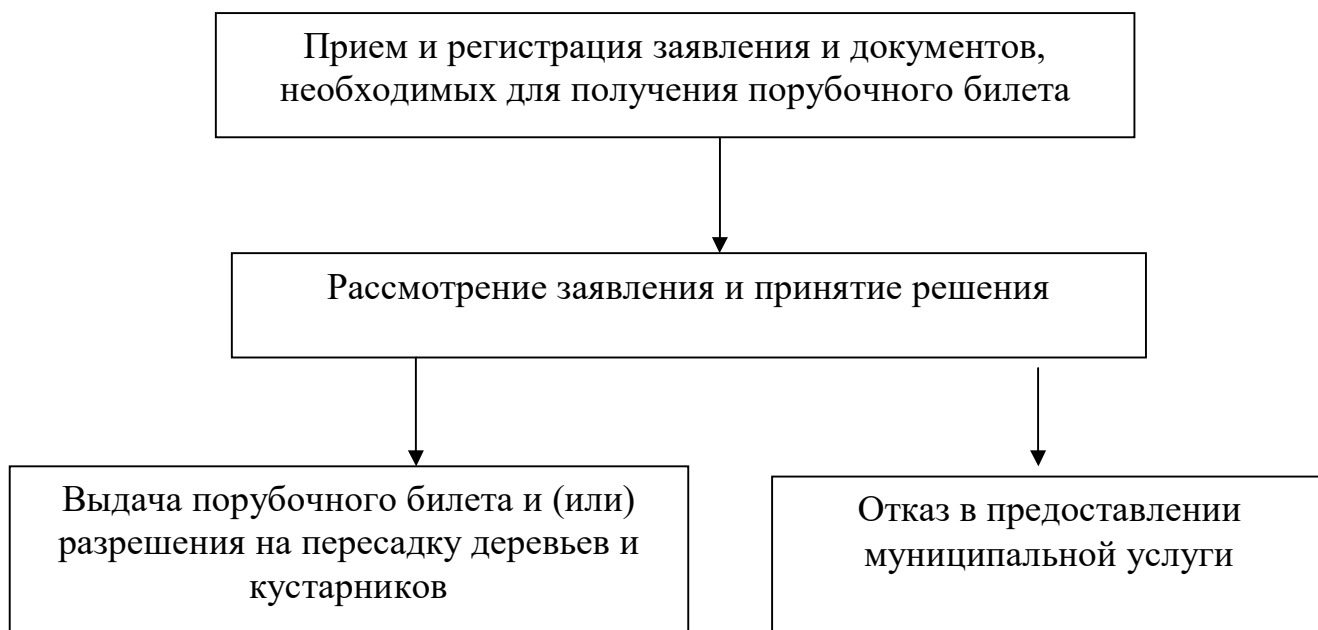 Прием и регистрация заявления и документов,
необходимых для получения порубочного билета
Рассмотрение заявления и принятие решения
Выдача порубочного билета и (или)
разрешения на пересадку деревьев и
кустарников
Отказ в предоставлении
муниципальной услуги